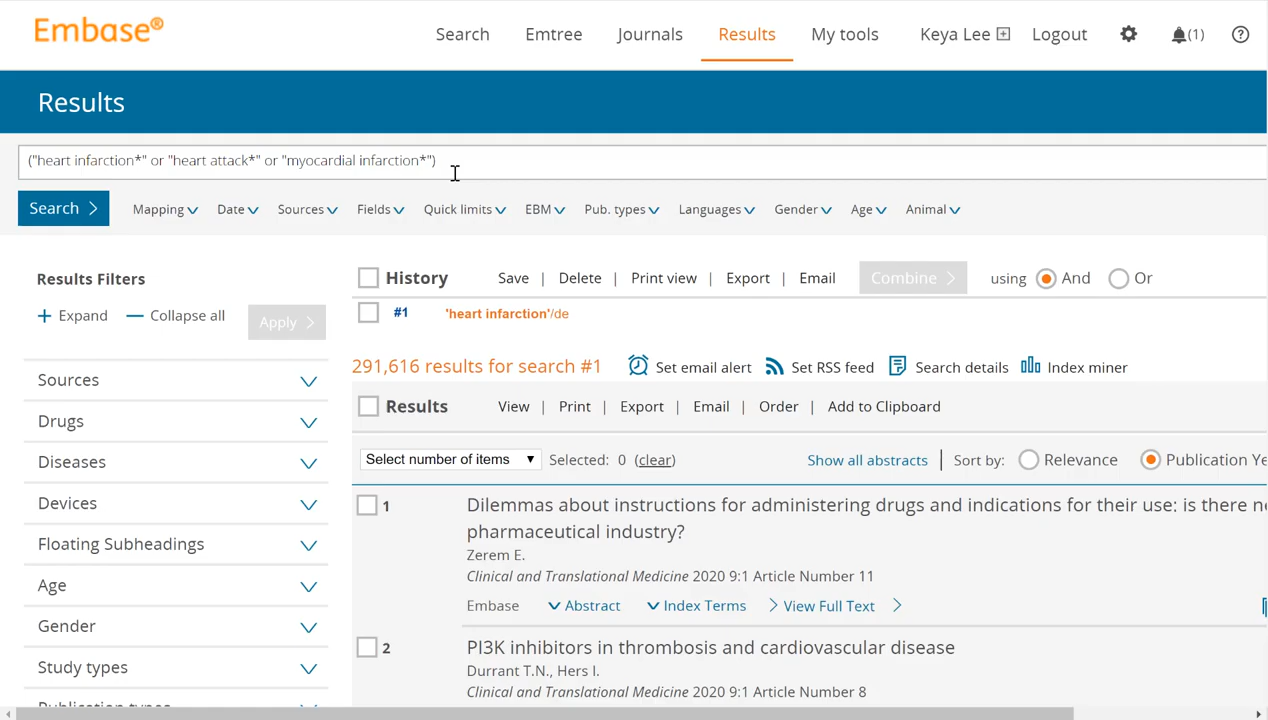 Embase®
Search Emtree Journals Results My tools Keya Lee Logout (1) ?
Results
("heart infarction*" or "heart attack*" or "myocardial infarction*")
Search Mapping Date Sources Fields Quick limits EBM Pub. types Languages Gender Age Animal
Results Filters
+ Expand — Collapse all Apply
Sources
Drugs
Diseases
Devices
Floating Subheadings
Age
Gender
Study types
History Save | Delete | Print view | Export | Email Combine using And Or
#1 'heart infarction'/de
291,616 results for search #1 Set email alert Set RSS feed Search details Index miner
Results View | Print | Export | Email | Order | Add to Clipboard
Select number of items Selected: 0 (clear) Show all abstracts | Sort by: Relevance Publication Ye
1 Dilemmas about instructions for administering drugs and indications for their use: is there ne
pharmaceutical industry?
Zerem E.
Clinical and Translational Medicine 2020 9:1 Article Number 11
Embase Abstract Index Terms View Full Text
2 PI3K inhibitors in thrombosis and cardiovascular disease
Durrant T.N., Hers I.
Clinical and Translational Medicine 2020 9:1 Article Number 8